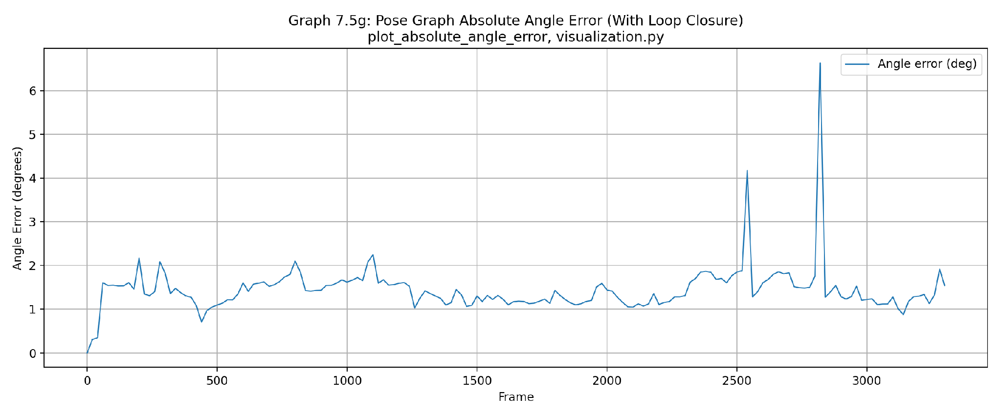 Graph 7.5g: Pose Graph Absolute Angle Error (With Loop Closure)
plot_absolute_angle_error, visualization.py
Angle error (deg)
Angle Error (degrees)
6
5
4
3
2
1
0
0 500 1000 1500 2000 2500 3000
Frame